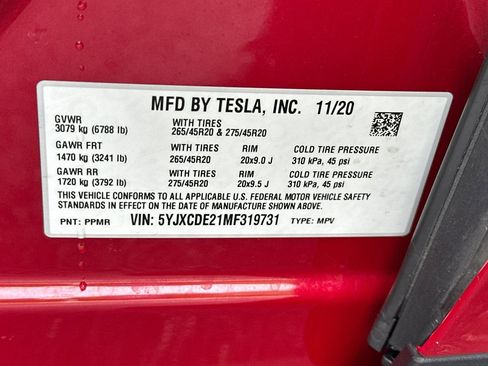 MFD BY TESLA, INC. 11/20
GVWR
3079 kg (6788 lb)
WITH TIRES
265/45R20 & 275/45R20
GAWR FRT WITH TIRES RIM COLD TIRE PRESSURE
1470 kg (3241 lb) 265/45R20 20x9.0 J 310 kPa, 45 psi
GAWR RR WITH TIRES RIM COLD TIRE PRESSURE
1720 kg (3792 lb) 275/45R20 20x9.5 J 310 kPa, 45 psi
THIS VEHICLE CONFORMS TO ALL APPLICABLE U.S. FEDERAL MOTOR VEHICLE SAFETY
STANDARDS IN EFFECT ON THE DATE OF MANUFACTURE SHOWN ABOVE.
PNT: PPMR VIN: 5YJXCDE21MF319731 TYPE: MPV